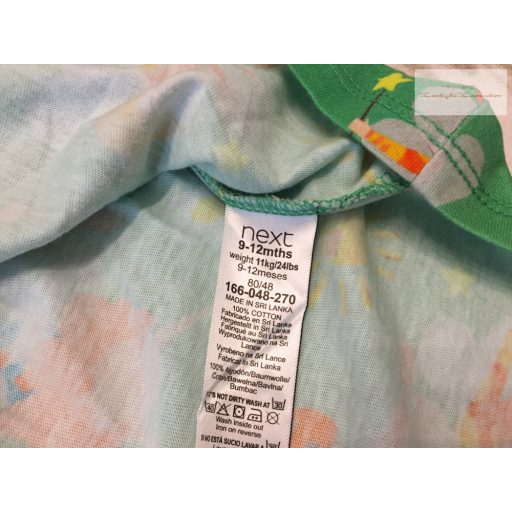 next
9-12mths
weight 11kg/24lbs
9-12meses
80/48
166-048-270
MADE IN SRI LANKA
100% COTTON
Fabricado en Sri Lanka
Hergestellt in Sri Lanka
Fabriqué au Sri Lanka
Wyprodukowano na Sri
Lance
Vyrobeno na Sri Lance
Fabricat în Sri Lanka
100% Algodón/Baumwolle/
Coton/Bawełna/Bavlna/
Bumbac
IT'S NOT DIRTY WASH AT 30
40
Wash inside out
Iron on reverse
SI NO ESTÁ SUCIO LAVAR A